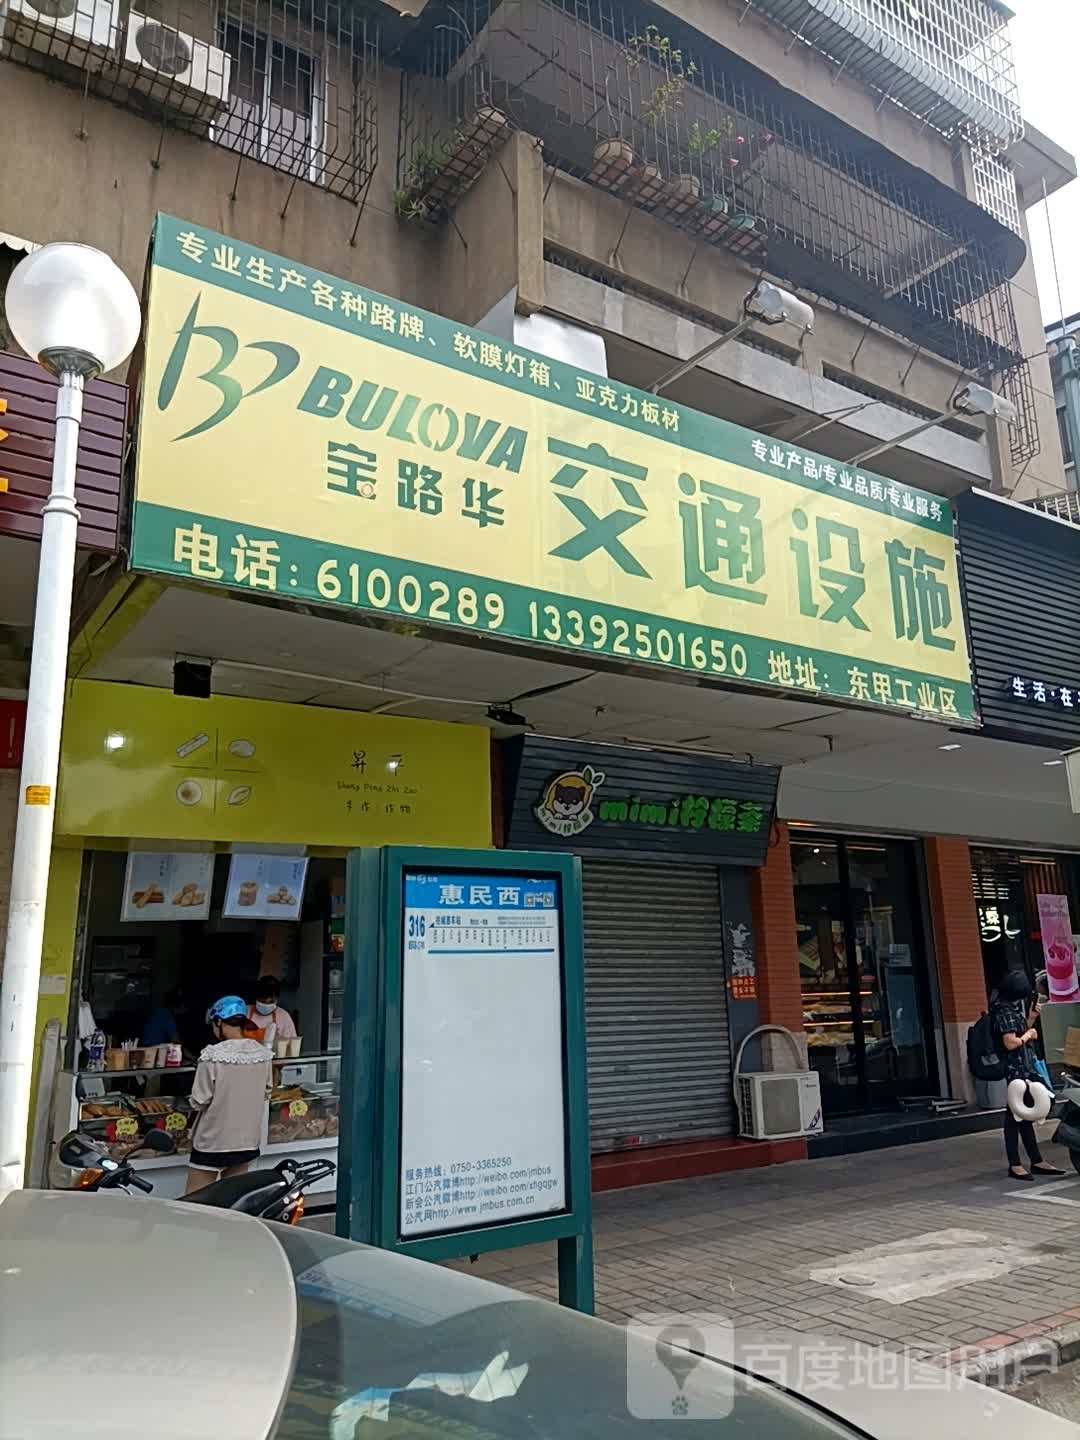 专业生产各种路牌、软膜灯箱、亚克力板材
专业产品/专业品质/专业服务
BULOVA
宝路华
交通设施
电话：6100289 13392501650 地址：东甲工业区
生活·在
昇平
Sheng Peng Zhi Zao
手作·作物
mimi柠檬茶
惠民西
316
服务热线：0750-3365250
江门公汽微博http://weibo.com/jmbus
新会公汽微博http://weibo.com/xhgqgw
公汽网http://www.jmbus.com.cn
百度地图用户